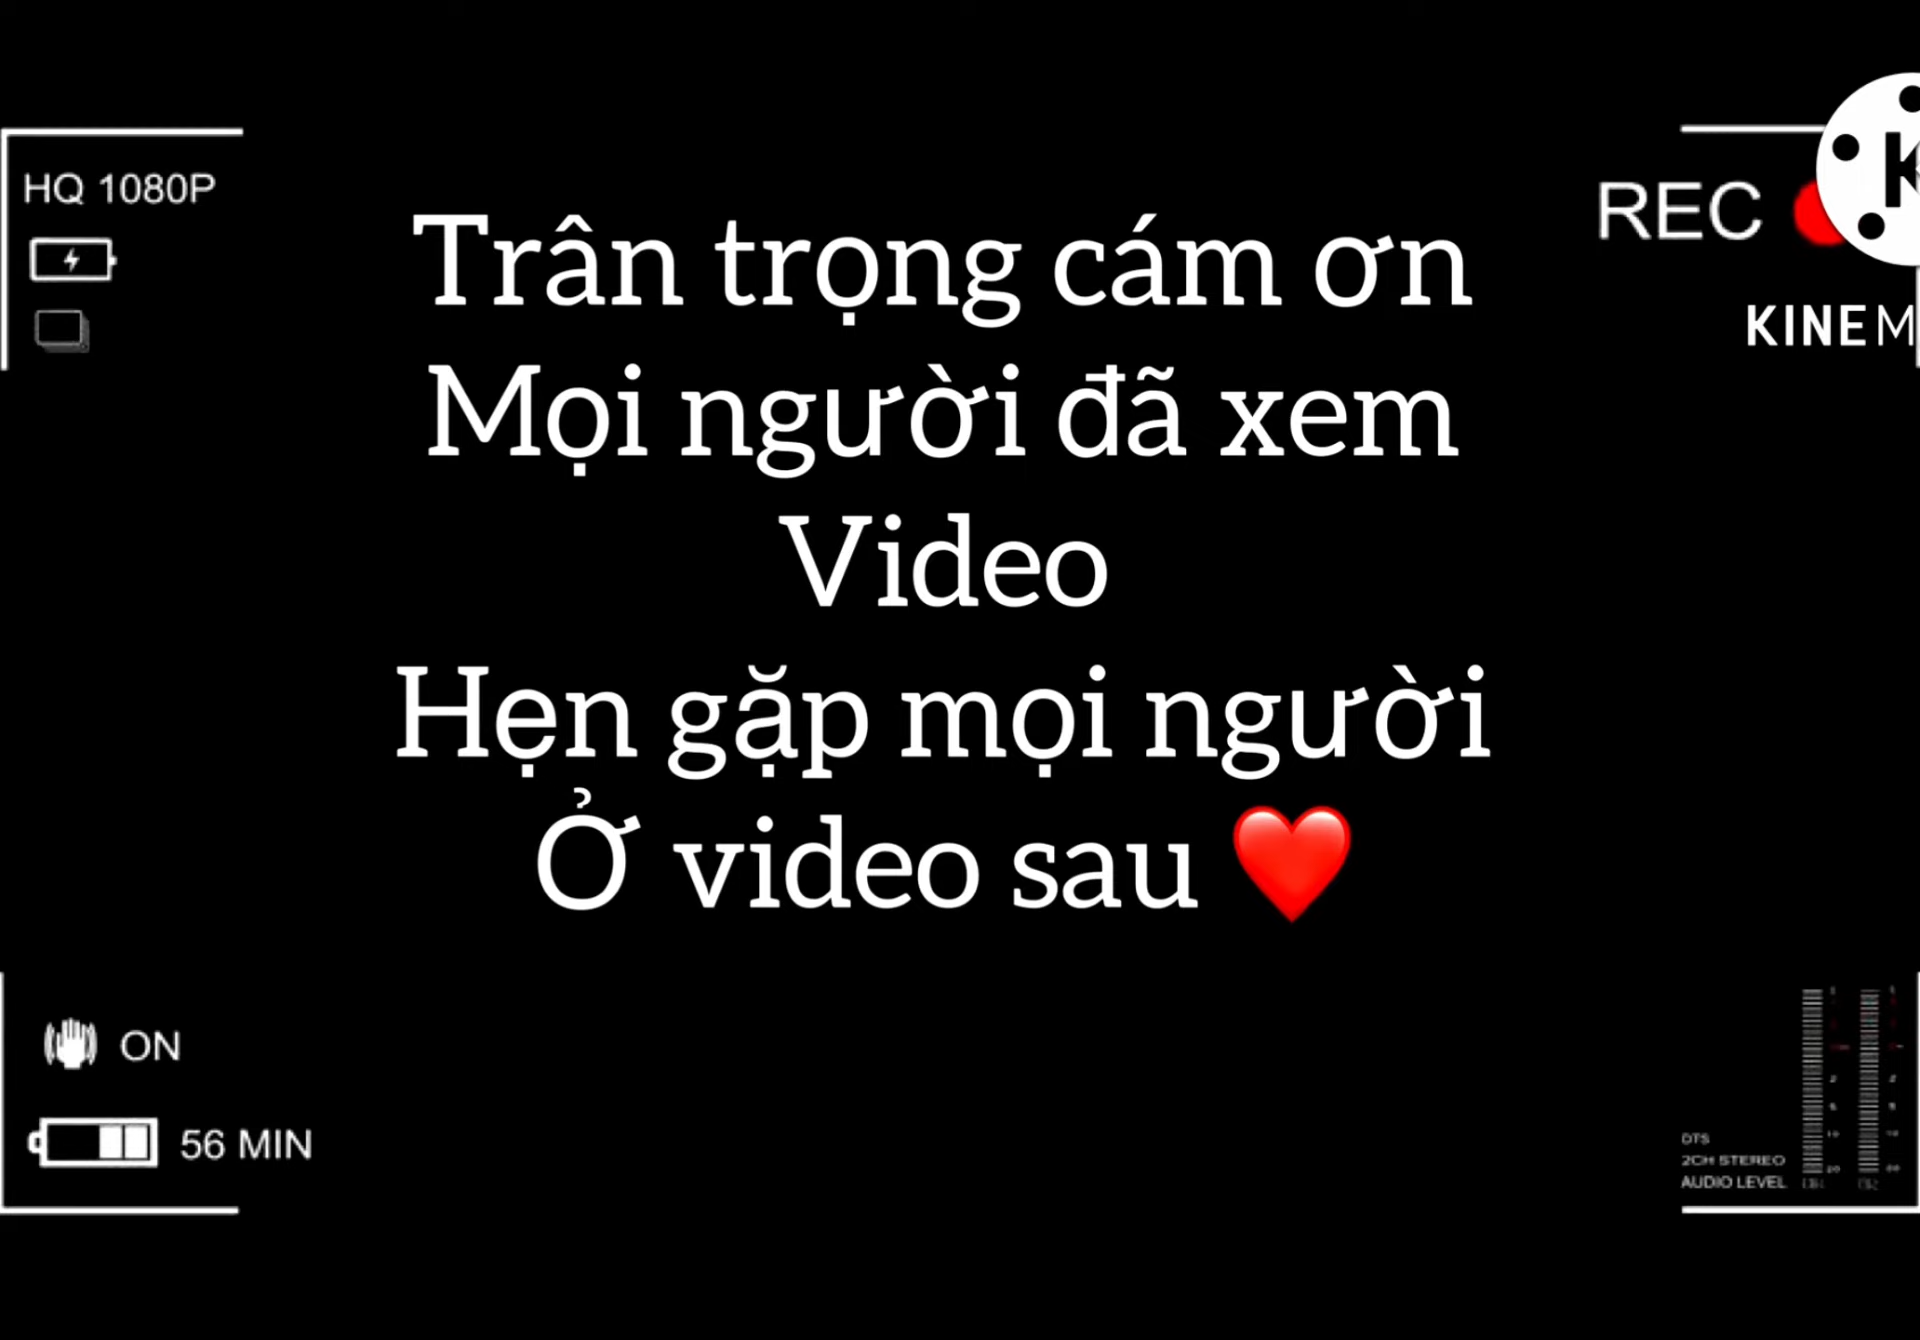 HQ 1080P
REC
KINEM
Trân trọng cám ơn
Mọi người đã xem
Video
Hẹn gặp mọi người
Ở video sau ❤️
ON
56 MIN
DTS
2CH STEREO
AUDIO LEVEL